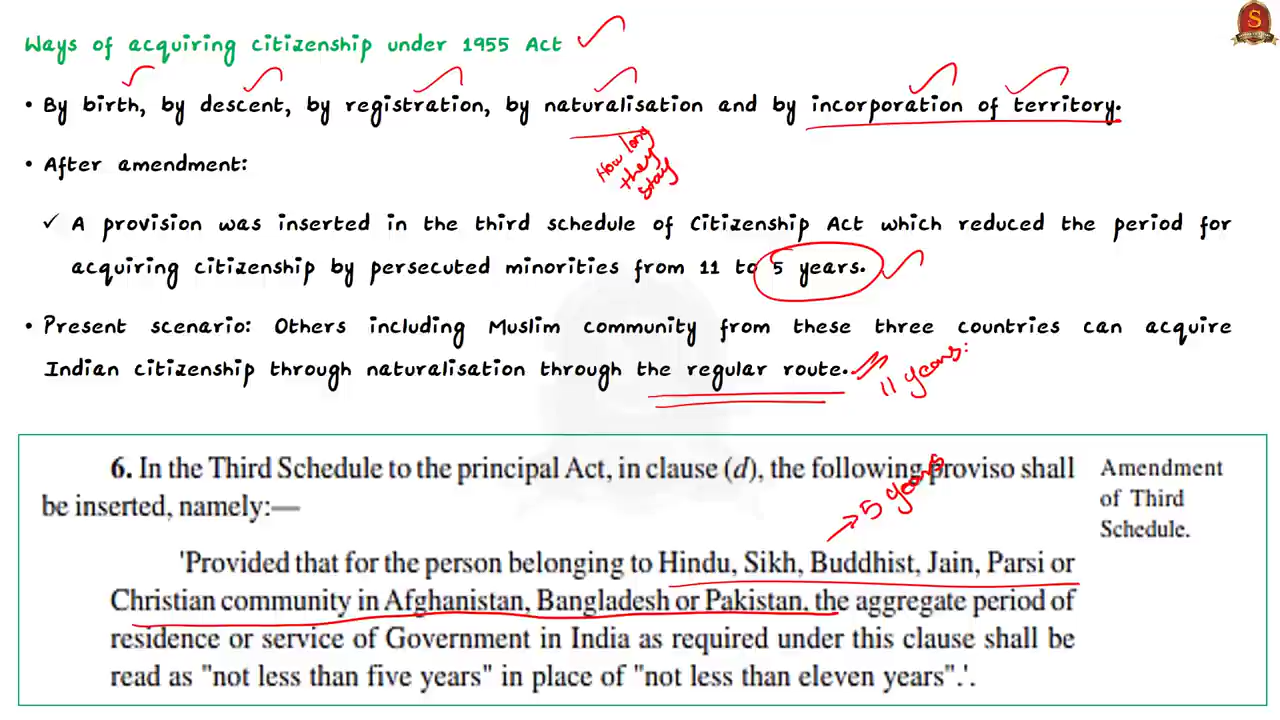 Ways of acquiring citizenship under 1955 Act
• By birth, by descent, by registration, by naturalisation and by incorporation of territory.
How long
they
stay
• After amendment:
✓ A provision was inserted in the third schedule of Citizenship Act which reduced the period for
acquiring citizenship by persecuted minorities from 11 to 5 years.
• Present scenario: Others including Muslim community from these three countries can acquire
Indian citizenship through naturalisation through the regular route.
11 years:
6. In the Third Schedule to the principal Act, in clause (d), the following proviso shall
be inserted, namely:—
Amendment
of Third
Schedule.
→ 5 years
'Provided that for the person belonging to Hindu, Sikh, Buddhist, Jain, Parsi or
Christian community in Afghanistan, Bangladesh or Pakistan, the aggregate period of
residence or service of Government in India as required under this clause shall be
read as "not less than five years" in place of "not less than eleven years".'.